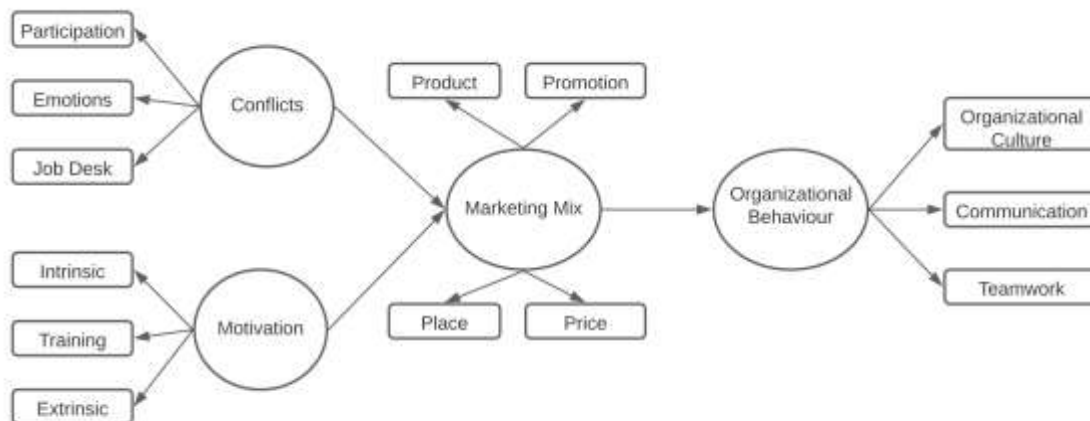 Participation
Emotions
Job Desk
Conflicts
Product
Promotion
Marketing Mix
Place
Price
Intrinsic
Training
Extrinsic
Motivation
Organizational
Behaviour
Organizational
Culture
Communication
Teamwork